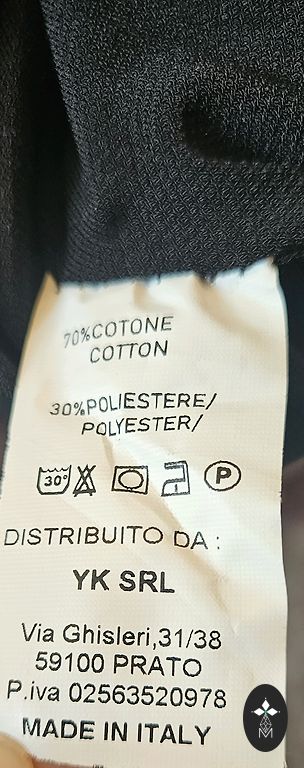 70%COTONE
COTTON
30%POLIESTERE/
POLYESTER/
30°
P
DISTRIBUITO DA :
YK SRL
Via Ghisleri,31/38
59100 PRATO
P.iva 02563520978
MADE IN ITALY
M